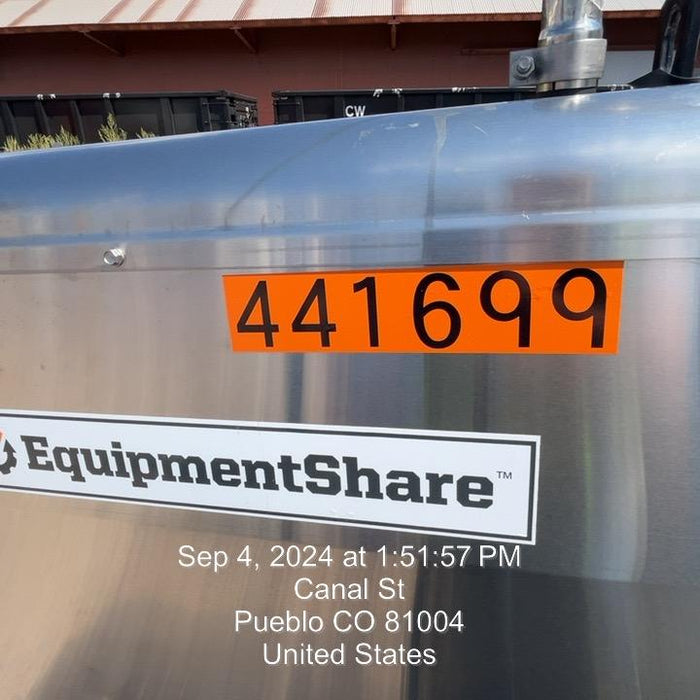 CW
441699
EquipmentShare™
Sep 4, 2024 at 1:51:57 PM
Canal St
Pueblo CO 81004
United States